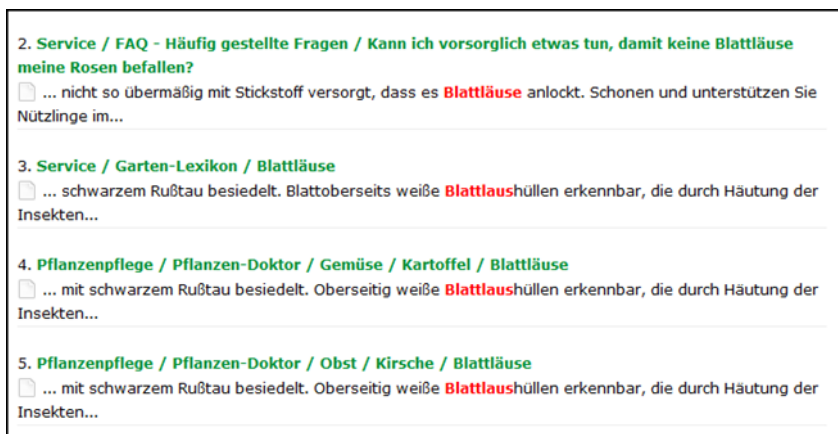 2. Service / FAQ - Häufig gestellte Fragen / Kann ich vorsorglich etwas tun, damit keine Blattläuse
meine Rosen befallen?
... nicht so übermäßig mit Stickstoff versorgt, dass es Blattläuse anlockt. Schonen und unterstützen Sie
Nützlinge im...
3. Service / Garten-Lexikon / Blattläuse
... schwarzem Rußtau besiedelt. Blattoberseits weiße Blattlaushüllen erkennbar, die durch Häutung der
Insekten...
4. Pflanzenpflege / Pflanzen-Doktor / Gemüse / Kartoffel / Blattläuse
... mit schwarzem Rußtau besiedelt. Oberseitig weiße Blattlaushüllen erkennbar, die durch Häutung der
Insekten...
5. Pflanzenpflege / Pflanzen-Doktor / Obst / Kirsche / Blattläuse
... mit schwarzem Rußtau besiedelt. Oberseitig weiße Blattlaushüllen erkennbar, die durch Häutung der
Insekten...